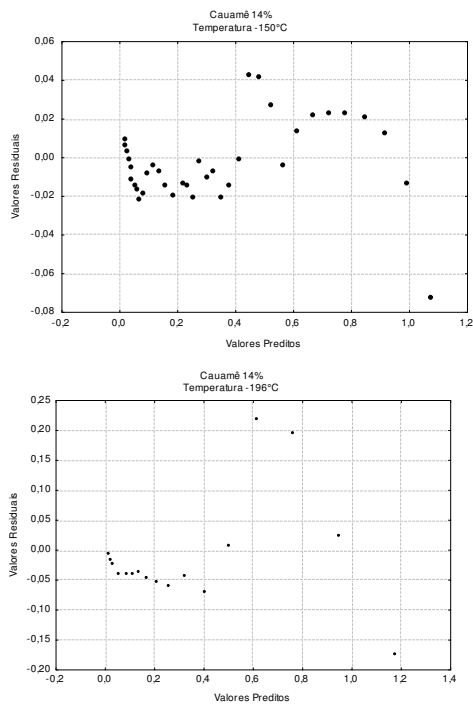 Cauamê 14%
Temperatura -150°C
0,06
0,04
0,02
0,00
-0,02
-0,04
-0,06
-0,08
Valores Residuais
-0,2 0,0 0,2 0,4 0,6 0,8 1,0 1,2
Valores Preditos
Cauamê 14%
Temperatura -196°C
0,25
0,20
0,15
0,10
0,05
0,00
-0,05
-0,10
-0,15
-0,20
Valores Residuais
-0,2 0,0 0,2 0,4 0,6 0,8 1,0 1,2 1,4
Valores Preditos